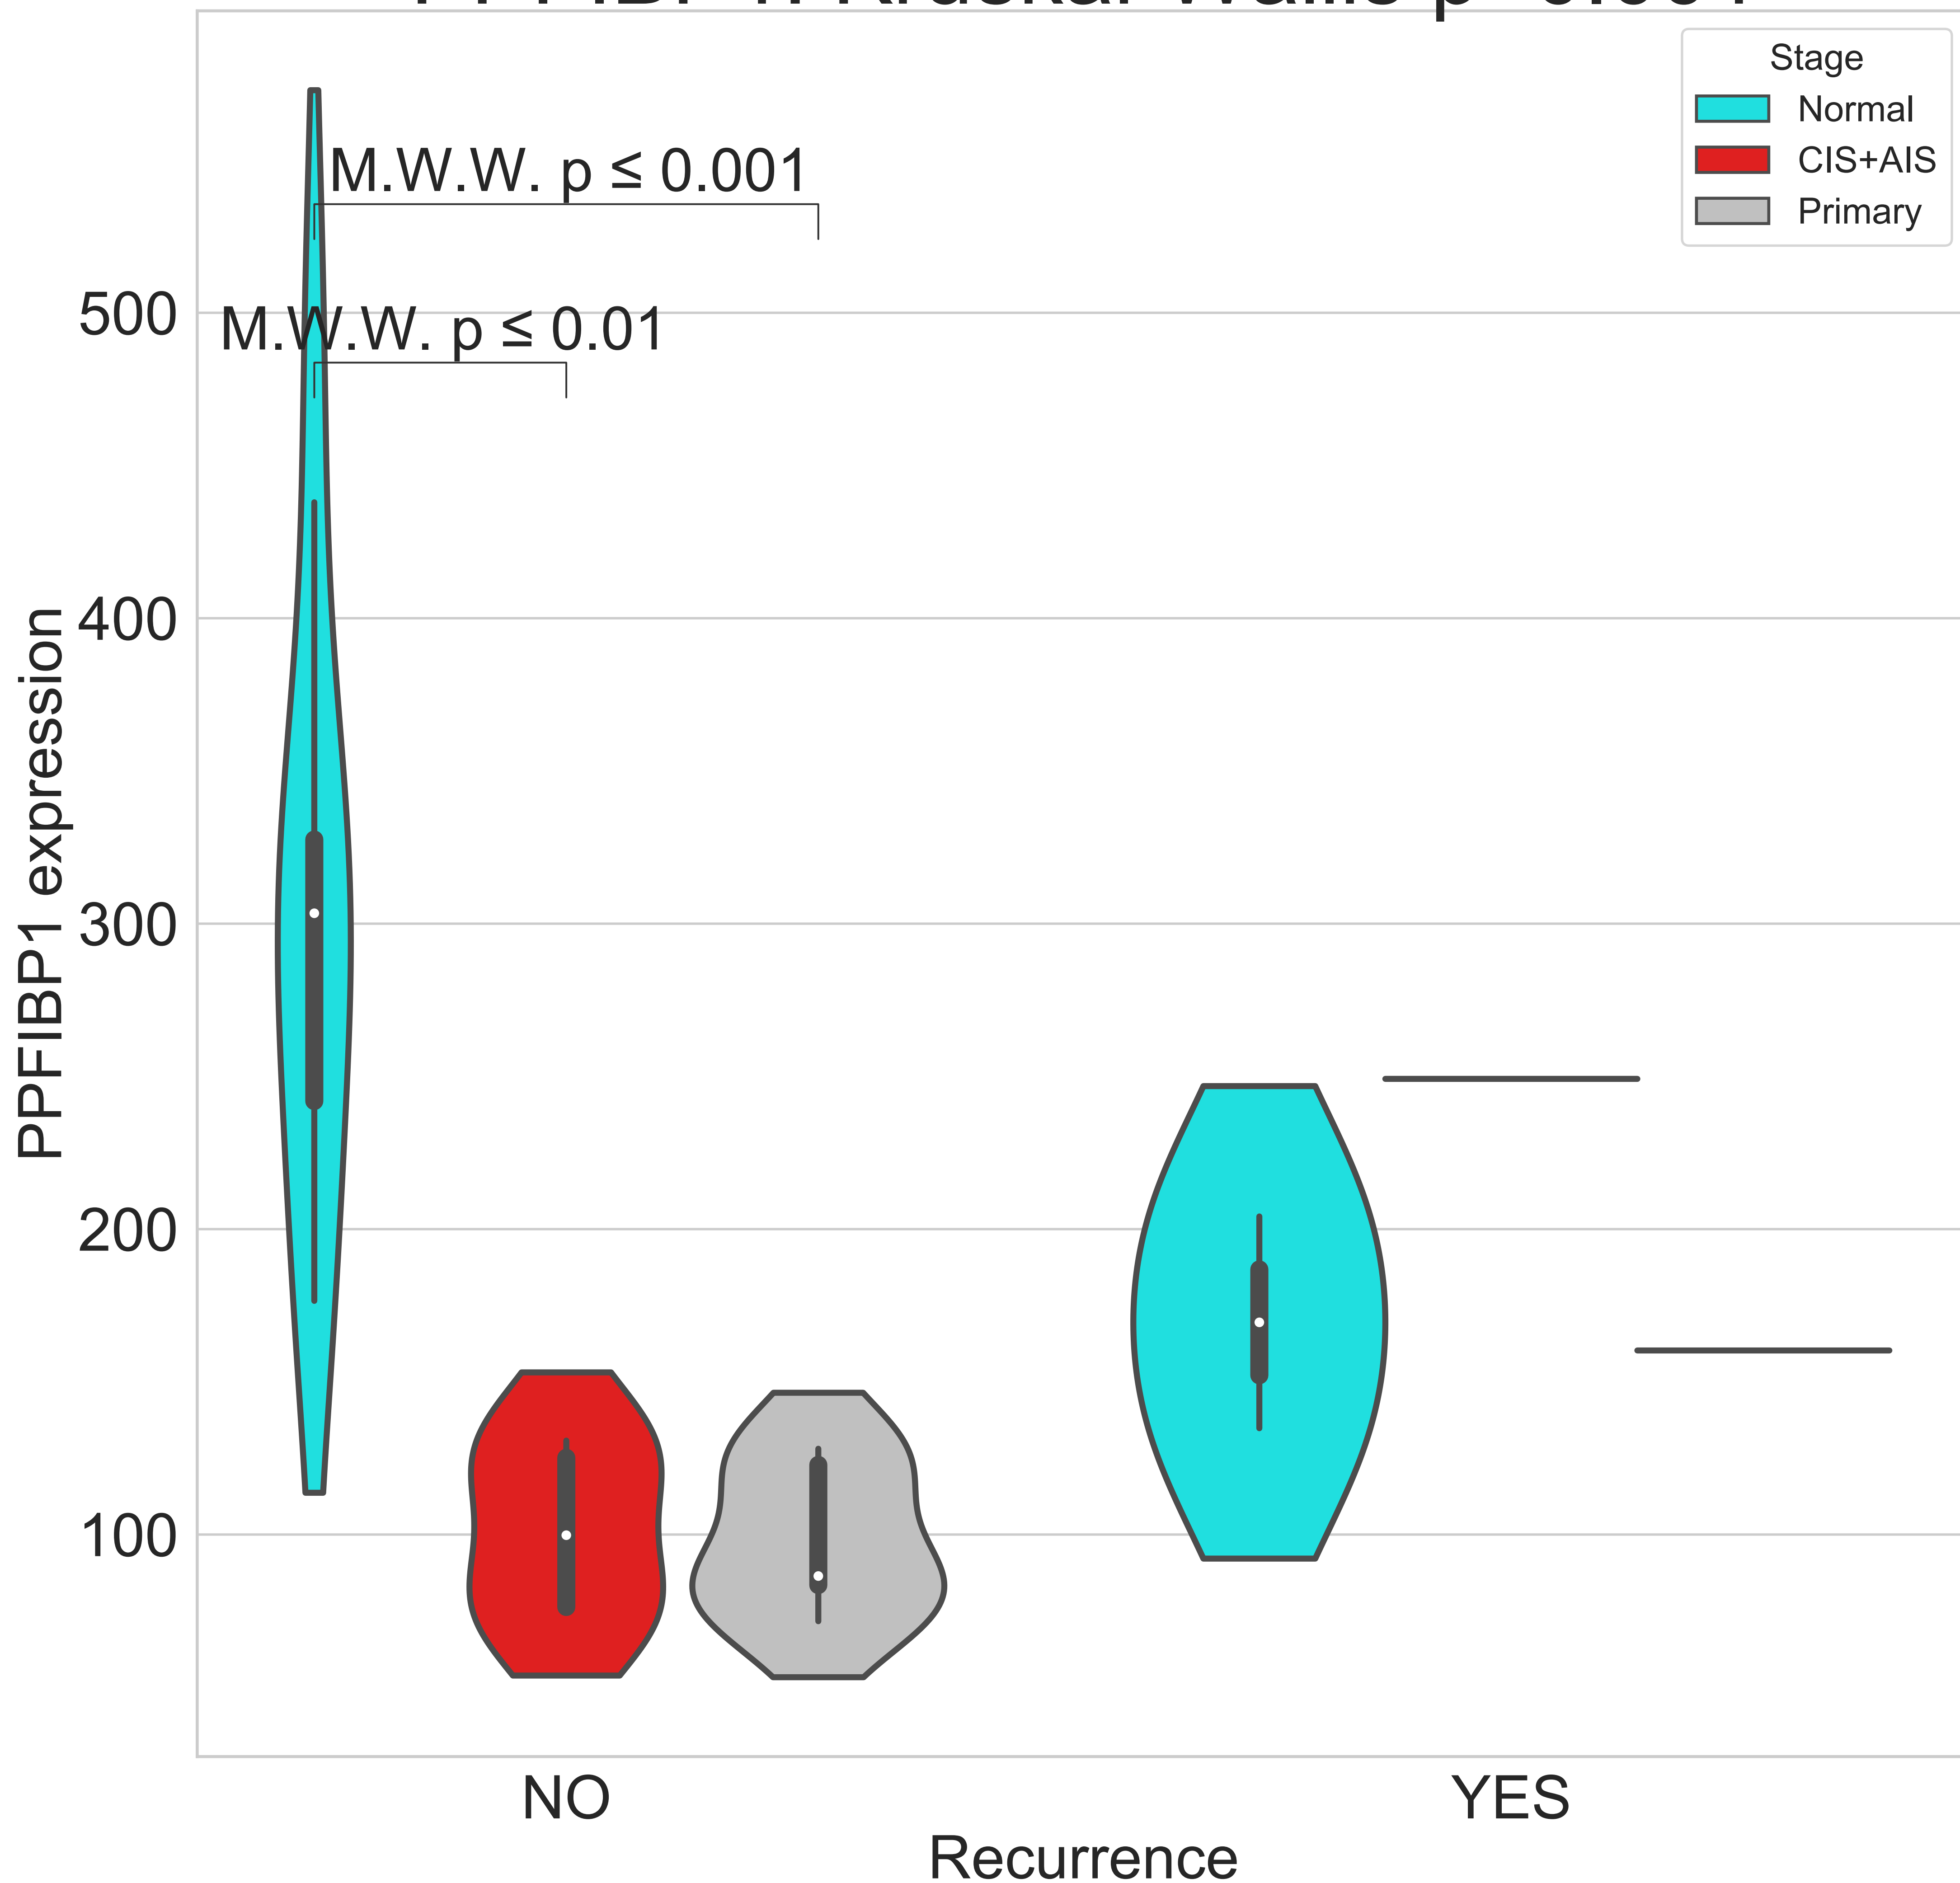 Stage
Normal
CIS+AIS
Primary
M.W.W. p ≤ 0.001
M.W.W. p ≤ 0.01
500
400
300
200
100
PPFIBP1 expression
NO
YES
Recurrence